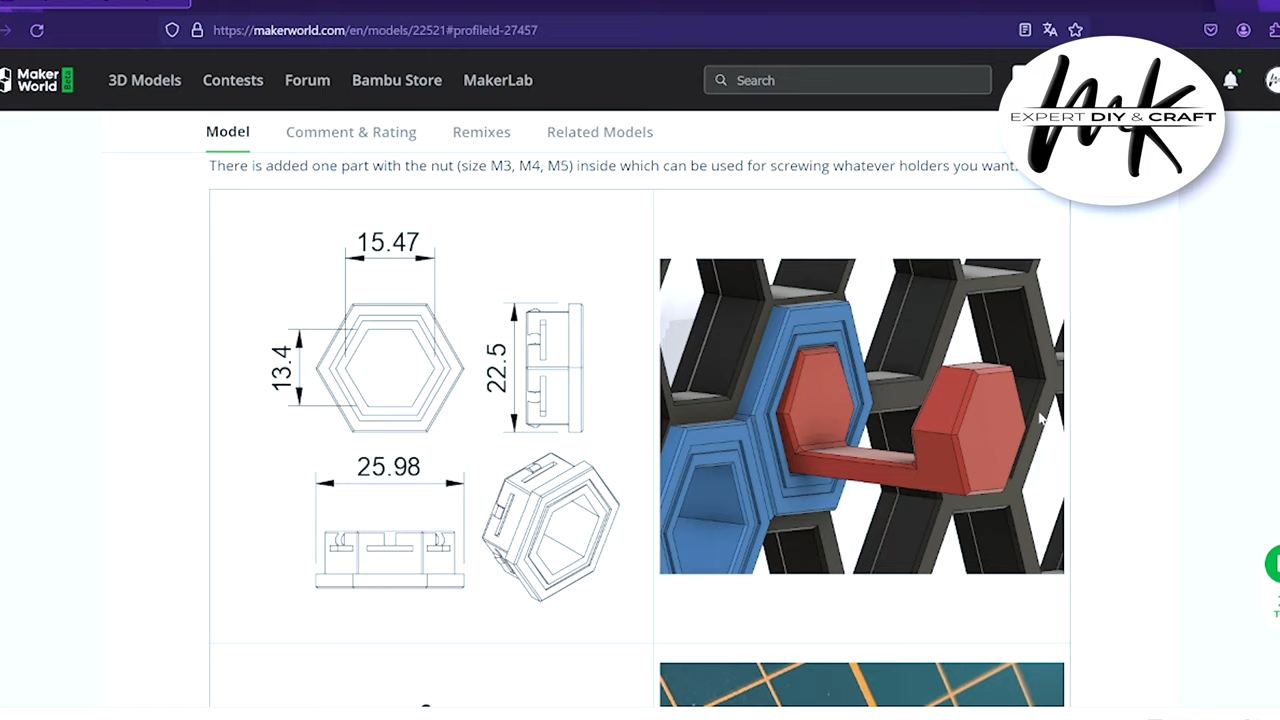 https://makerworld.com/en/models/22521#profileId-27457
Maker World Beta
3D Models
Contests
Forum
Bambu Store
MakerLab
Search
MK
EXPERT DIY & CRAFT
Model
Comment & Rating
Remixes
Related Models
There is added one part with the nut (size M3, M4, M5) inside which can be used for screwing whatever holders you want.
15.47
13.4
22.5
25.98